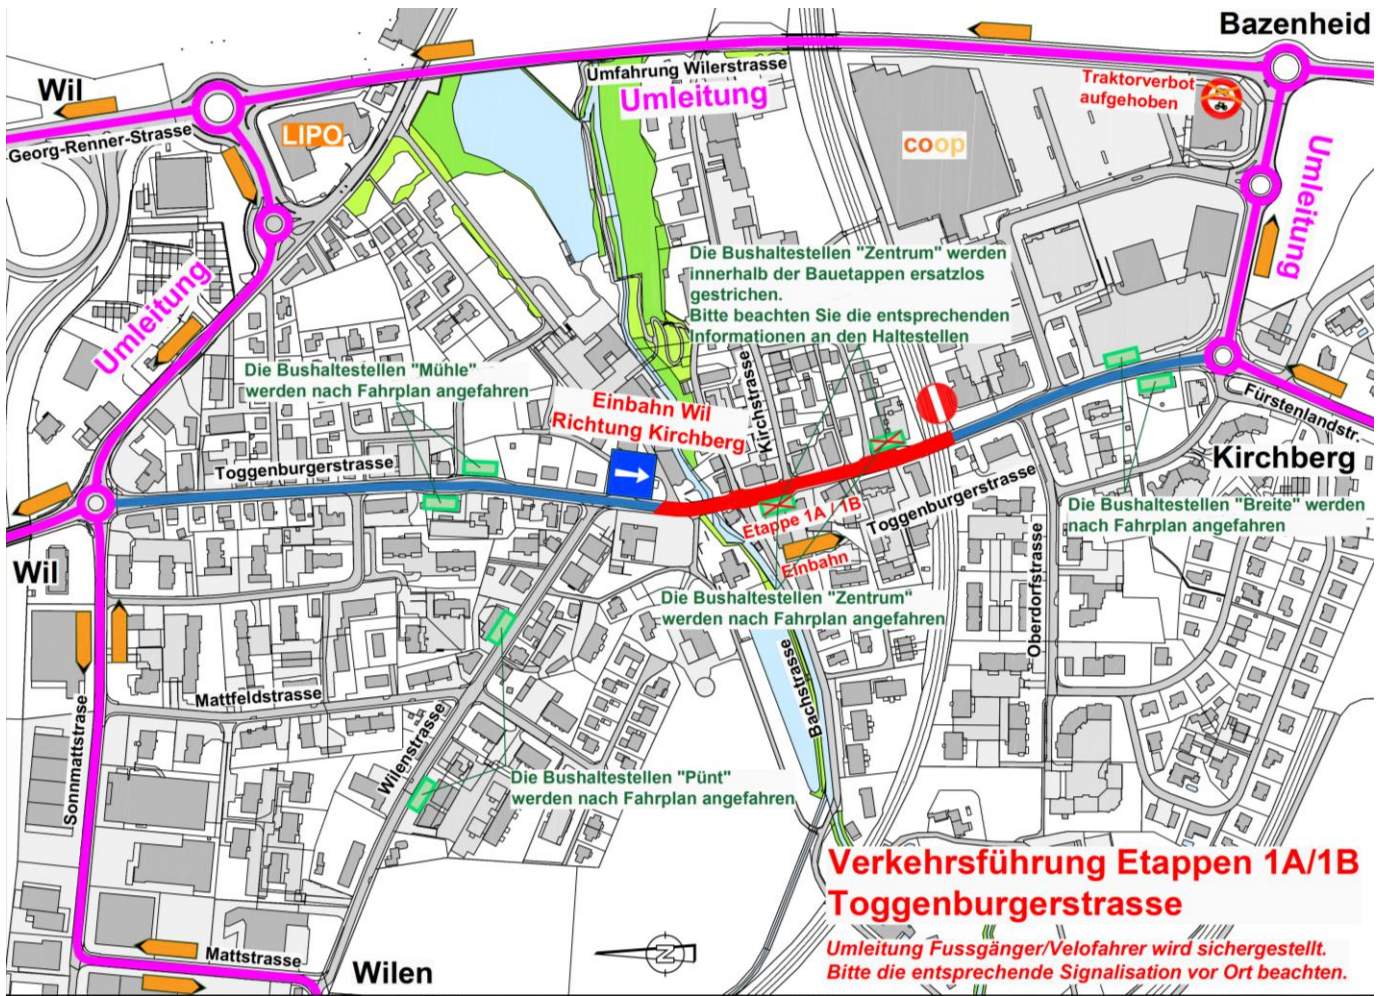 Bazenheid
Wil
Umfahrung Wilerstrasse
Umleitung
Traktorverbot
aufgehoben
Georg-Renner-Strasse
LIPO
coop
Umleitung
Umleitung
Die Bushaltestellen "Zentrum" werden
innerhalb der Bauetappen ersatzlos
gestrichen.
Bitte beachten Sie die entsprechenden
Informationen an den Haltestellen
Die Bushaltestellen "Mühle"
werden nach Fahrplan angefahren
Einbahn Wil
Richtung Kirchberg
Kirchstrasse
Fürstenlandstr.
Kirchberg
Toggenburgerstrasse
Etappe 1A / 1B
Toggenburgerstrasse
Die Bushaltestellen "Breite" werden
nach Fahrplan angefahren
Einbahn
Wil
Die Bushaltestellen "Zentrum"
werden nach Fahrplan angefahren
Oberdorfstrasse
Bachstrasse
Mattfeldstrasse
Sonnmattstrase
Wilenstrasse
Die Bushaltestellen "Pünt"
werden nach Fahrplan angefahren
Verkehrsführung Etappen 1A/1B
Toggenburgerstrasse
Umleitung Fussgänger/Velofahrer wird sichergestellt.
Bitte die entsprechende Signalisation vor Ort beachten.
Mattstrasse
Wilen
N